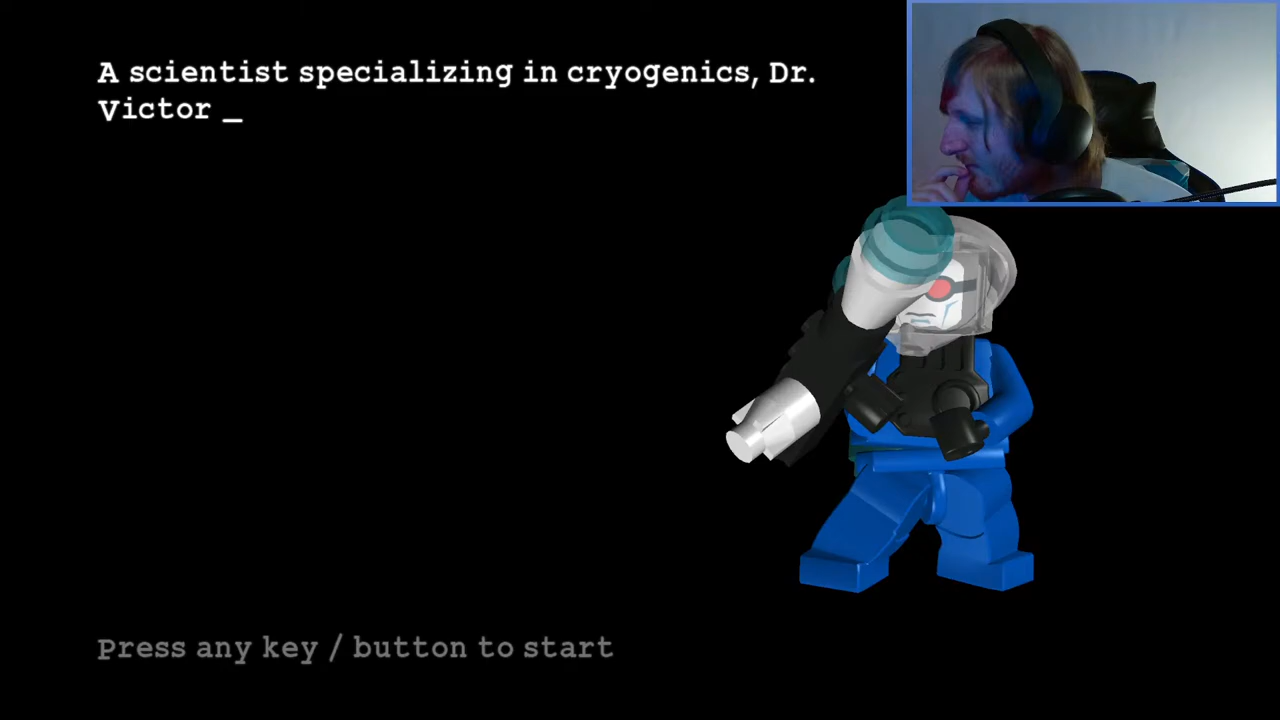 A scientist specializing in cryogenics, Dr.
Victor _
Press any key / button to start